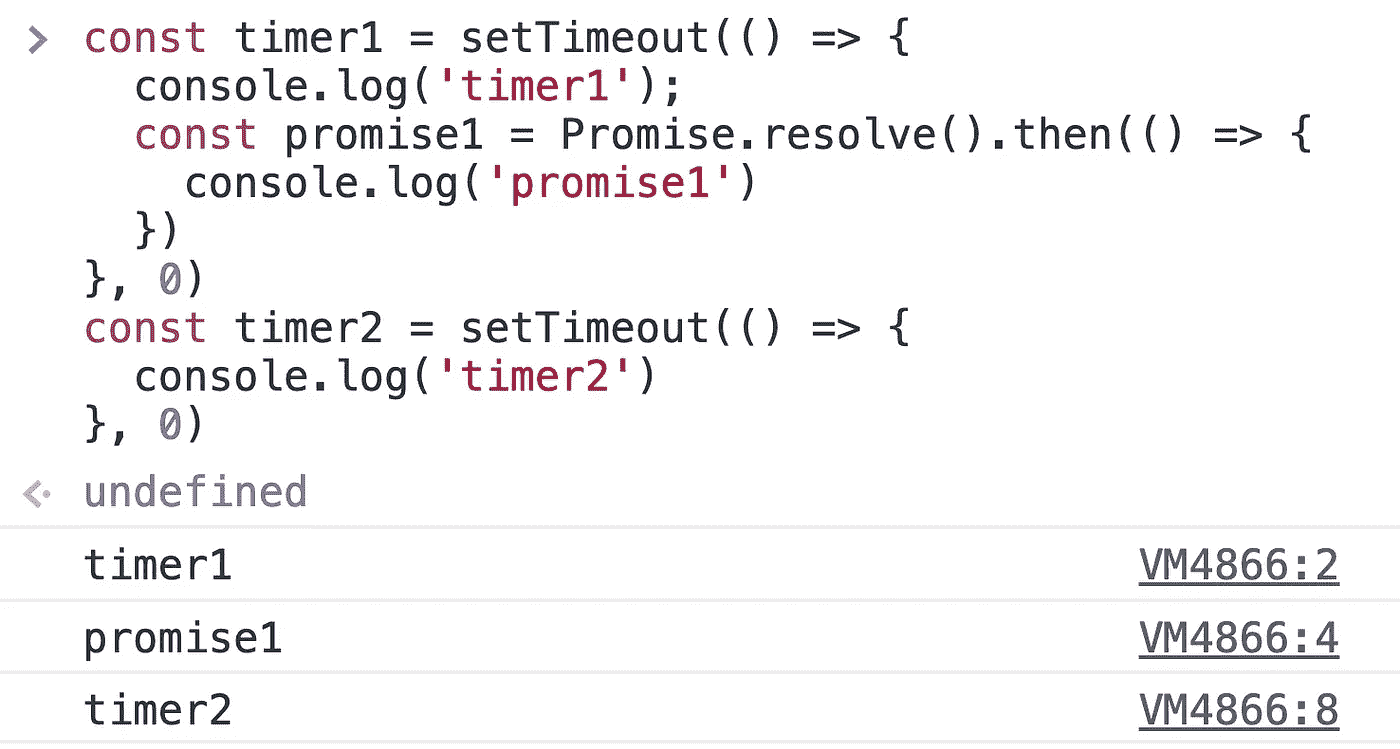 > const timer1 = setTimeout(() => {
  console.log('timer1');
  const promise1 = Promise.resolve().then(() => {
    console.log('promise1')
  })
}, 0)
const timer2 = setTimeout(() => {
  console.log('timer2')
}, 0)
undefined
timer1 VM4866:2
promise1 VM4866:4
timer2 VM4866:8